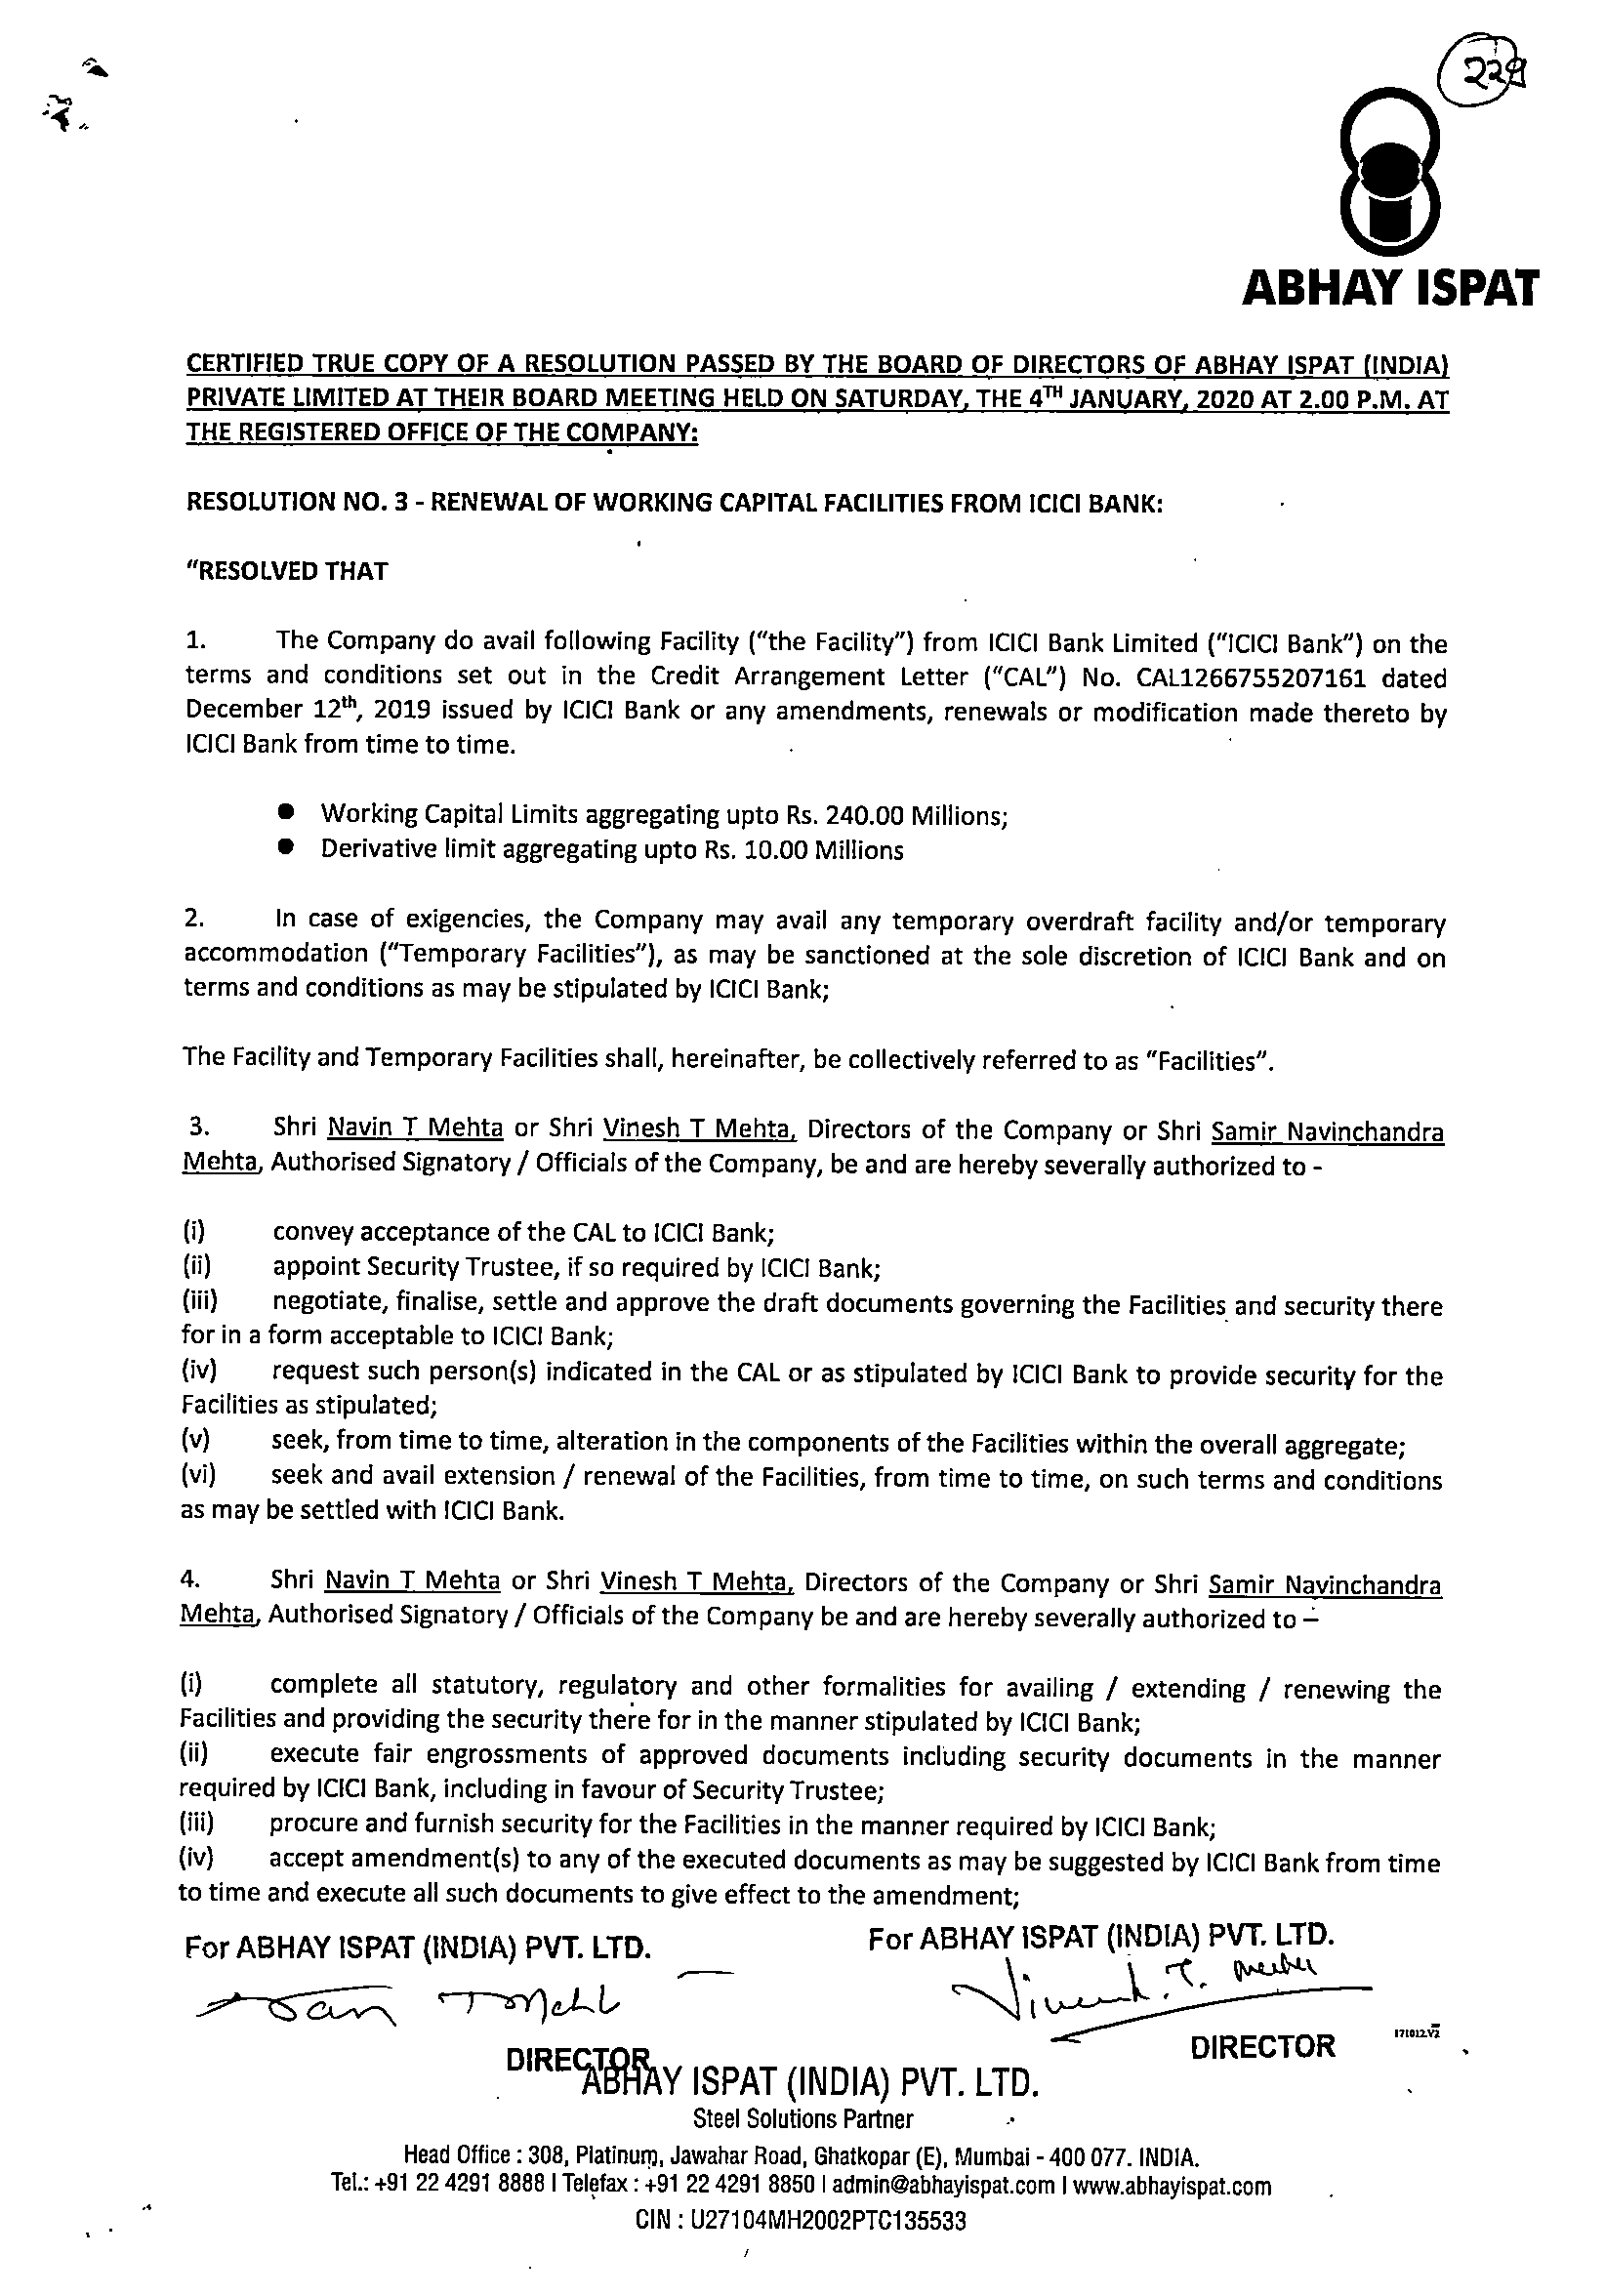 229
ABHAY ISPAT
CERTIFIED TRUE COPY OF A RESOLUTION PASSED BY THE BOARD OF DIRECTORS OF ABHAY ISPAT (INDIA)
PRIVATE LIMITED AT THEIR BOARD MEETING HELD ON SATURDAY, THE 4TH JANUARY, 2020 AT 2.00 P.M. AT
THE REGISTERED OFFICE OF THE COMPANY:
RESOLUTION NO. 3 - RENEWAL OF WORKING CAPITAL FACILITIES FROM ICICI BANK:
"RESOLVED THAT
1. The Company do avail following Facility ("the Facility") from ICICI Bank Limited ("ICICI Bank") on the
terms and conditions set out in the Credit Arrangement Letter ("CAL") No. CAL1266755207161 dated
December 12th, 2019 issued by ICICI Bank or any amendments, renewals or modification made thereto by
ICICI Bank from time to time.
● Working Capital Limits aggregating upto Rs. 240.00 Millions;
● Derivative limit aggregating upto Rs. 10.00 Millions
2. In case of exigencies, the Company may avail any temporary overdraft facility and/or temporary
accommodation ("Temporary Facilities"), as may be sanctioned at the sole discretion of ICICI Bank and on
terms and conditions as may be stipulated by ICICI Bank;
The Facility and Temporary Facilities shall, hereinafter, be collectively referred to as "Facilities".
3. Shri Navin T Mehta or Shri Vinesh T Mehta, Directors of the Company or Shri Samir Navinchandra
Mehta, Authorised Signatory / Officials of the Company, be and are hereby severally authorized to -
(i) convey acceptance of the CAL to ICICI Bank;
(ii) appoint Security Trustee, if so required by ICICI Bank;
(iii) negotiate, finalise, settle and approve the draft documents governing the Facilities and security there
for in a form acceptable to ICICI Bank;
(iv) request such person(s) indicated in the CAL or as stipulated by ICICI Bank to provide security for the
Facilities as stipulated;
(v) seek, from time to time, alteration in the components of the Facilities within the overall aggregate;
(vi) seek and avail extension / renewal of the Facilities, from time to time, on such terms and conditions
as may be settled with ICICI Bank.
4. Shri Navin T Mehta or Shri Vinesh T Mehta, Directors of the Company or Shri Samir Navinchandra
Mehta, Authorised Signatory / Officials of the Company be and are hereby severally authorized to –
(i) complete all statutory, regulatory and other formalities for availing / extending / renewing the
Facilities and providing the security there for in the manner stipulated by ICICI Bank;
(ii) execute fair engrossments of approved documents including security documents in the manner
required by ICICI Bank, including in favour of Security Trustee;
(iii) procure and furnish security for the Facilities in the manner required by ICICI Bank;
(iv) accept amendment(s) to any of the executed documents as may be suggested by ICICI Bank from time
to time and execute all such documents to give effect to the amendment;
For ABHAY ISPAT (INDIA) PVT. LTD. For ABHAY ISPAT (INDIA) PVT. LTD.
DIRECTOR DIRECTOR 171012.V2
ABHAY ISPAT (INDIA) PVT. LTD.
Steel Solutions Partner
Head Office : 308, Platinum, Jawahar Road, Ghatkopar (E), Mumbai - 400 077. INDIA.
Tel.: +91 22 4291 8888 I Telefax : +91 22 4291 8850 I admin@abhayispat.com I www.abhayispat.com
CIN : U27104MH2002PTC135533